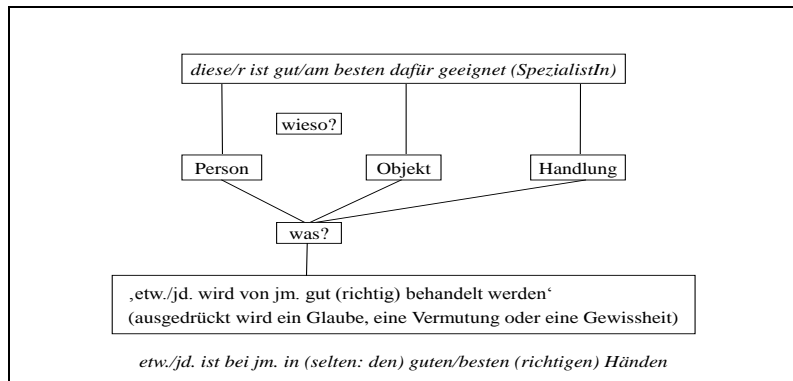 diese/r ist gut/am besten dafür geeignet (SpezialistIn)
wieso?
Person Objekt Handlung
was?
‚etw./jd. wird von jm. gut (richtig) behandelt werden‘
(ausgedrückt wird ein Glaube, eine Vermutung oder eine Gewissheit)
etw./jd. ist bei jm. in (selten: den) guten/besten (richtigen) Händen